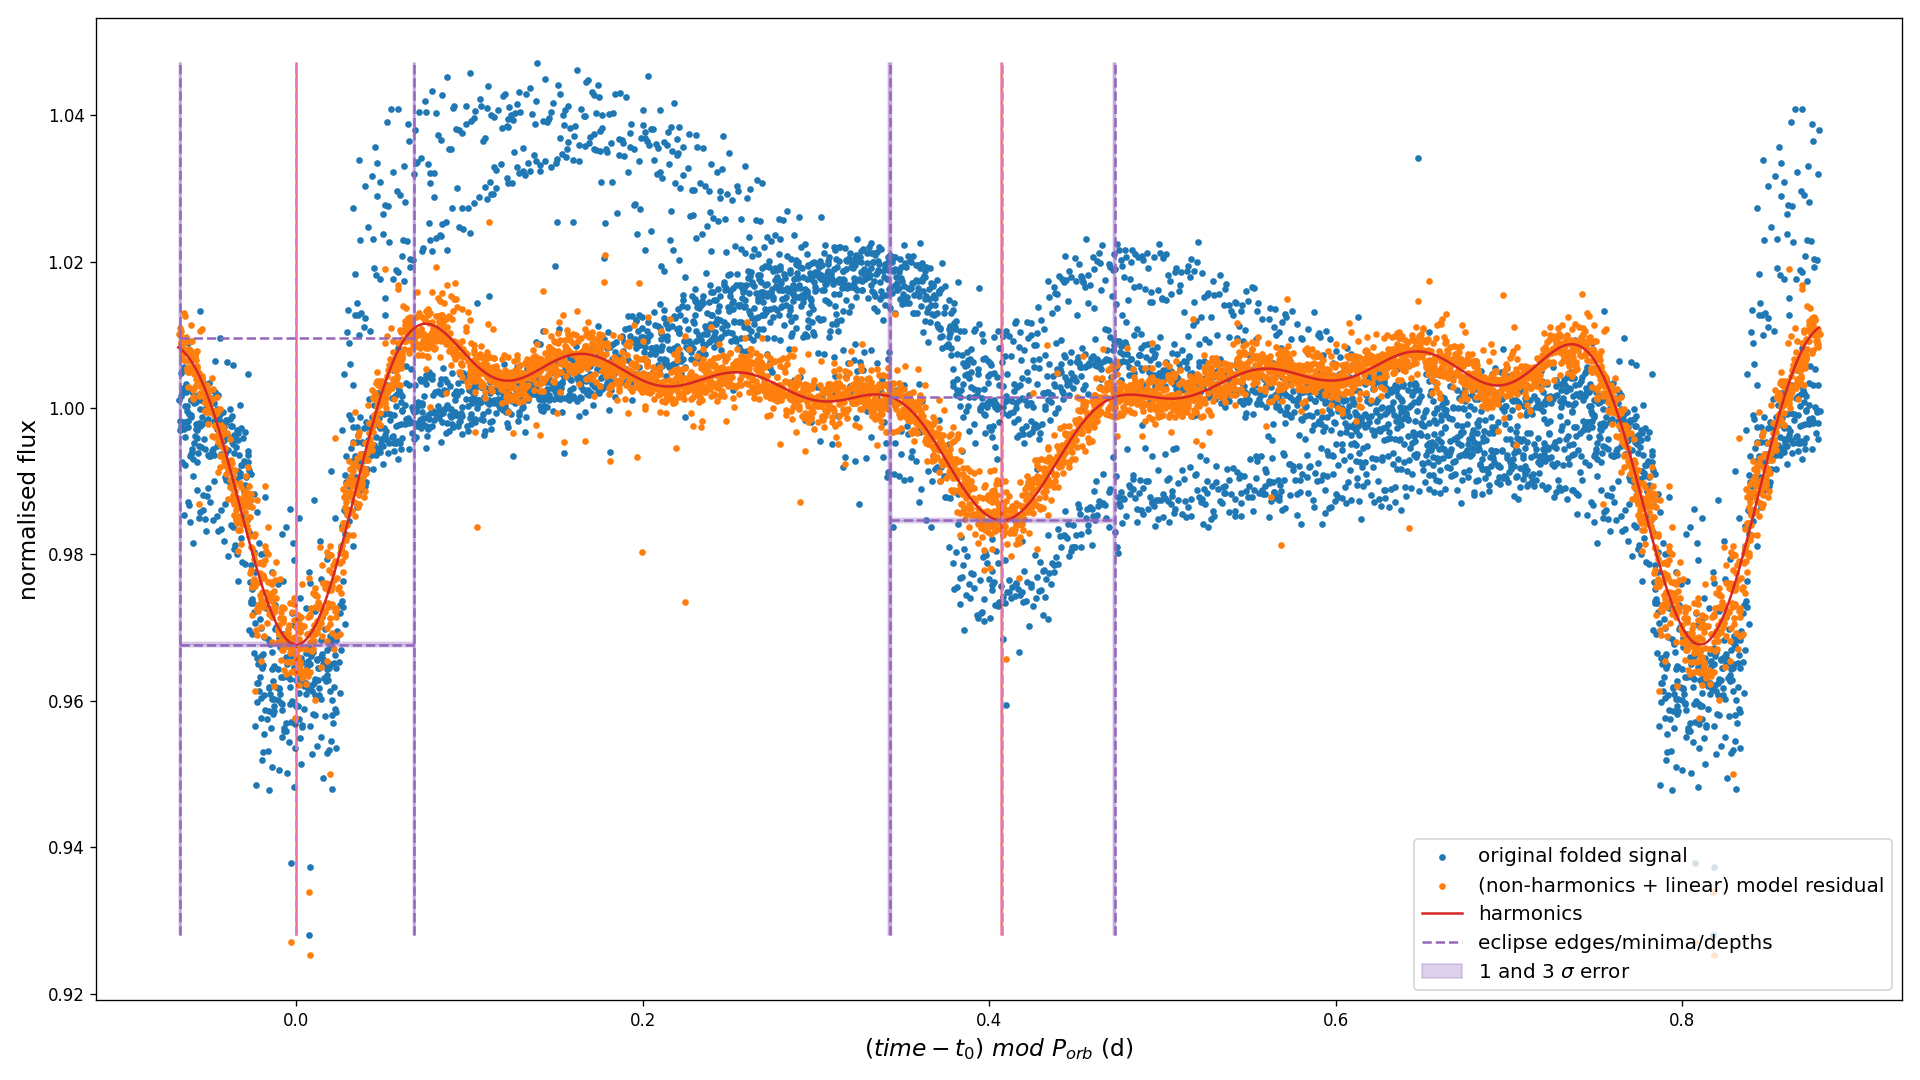 normalised flux
1.04
1.02
1.00
0.98
0.96
0.94
0.92
0.0
0.2
0.4
0.6
0.8
(time − t₀) mod Pₒᵣb (d)
original folded signal
(non-harmonics + linear) model residual
harmonics
eclipse edges/minima/depths
1 and 3 σ error